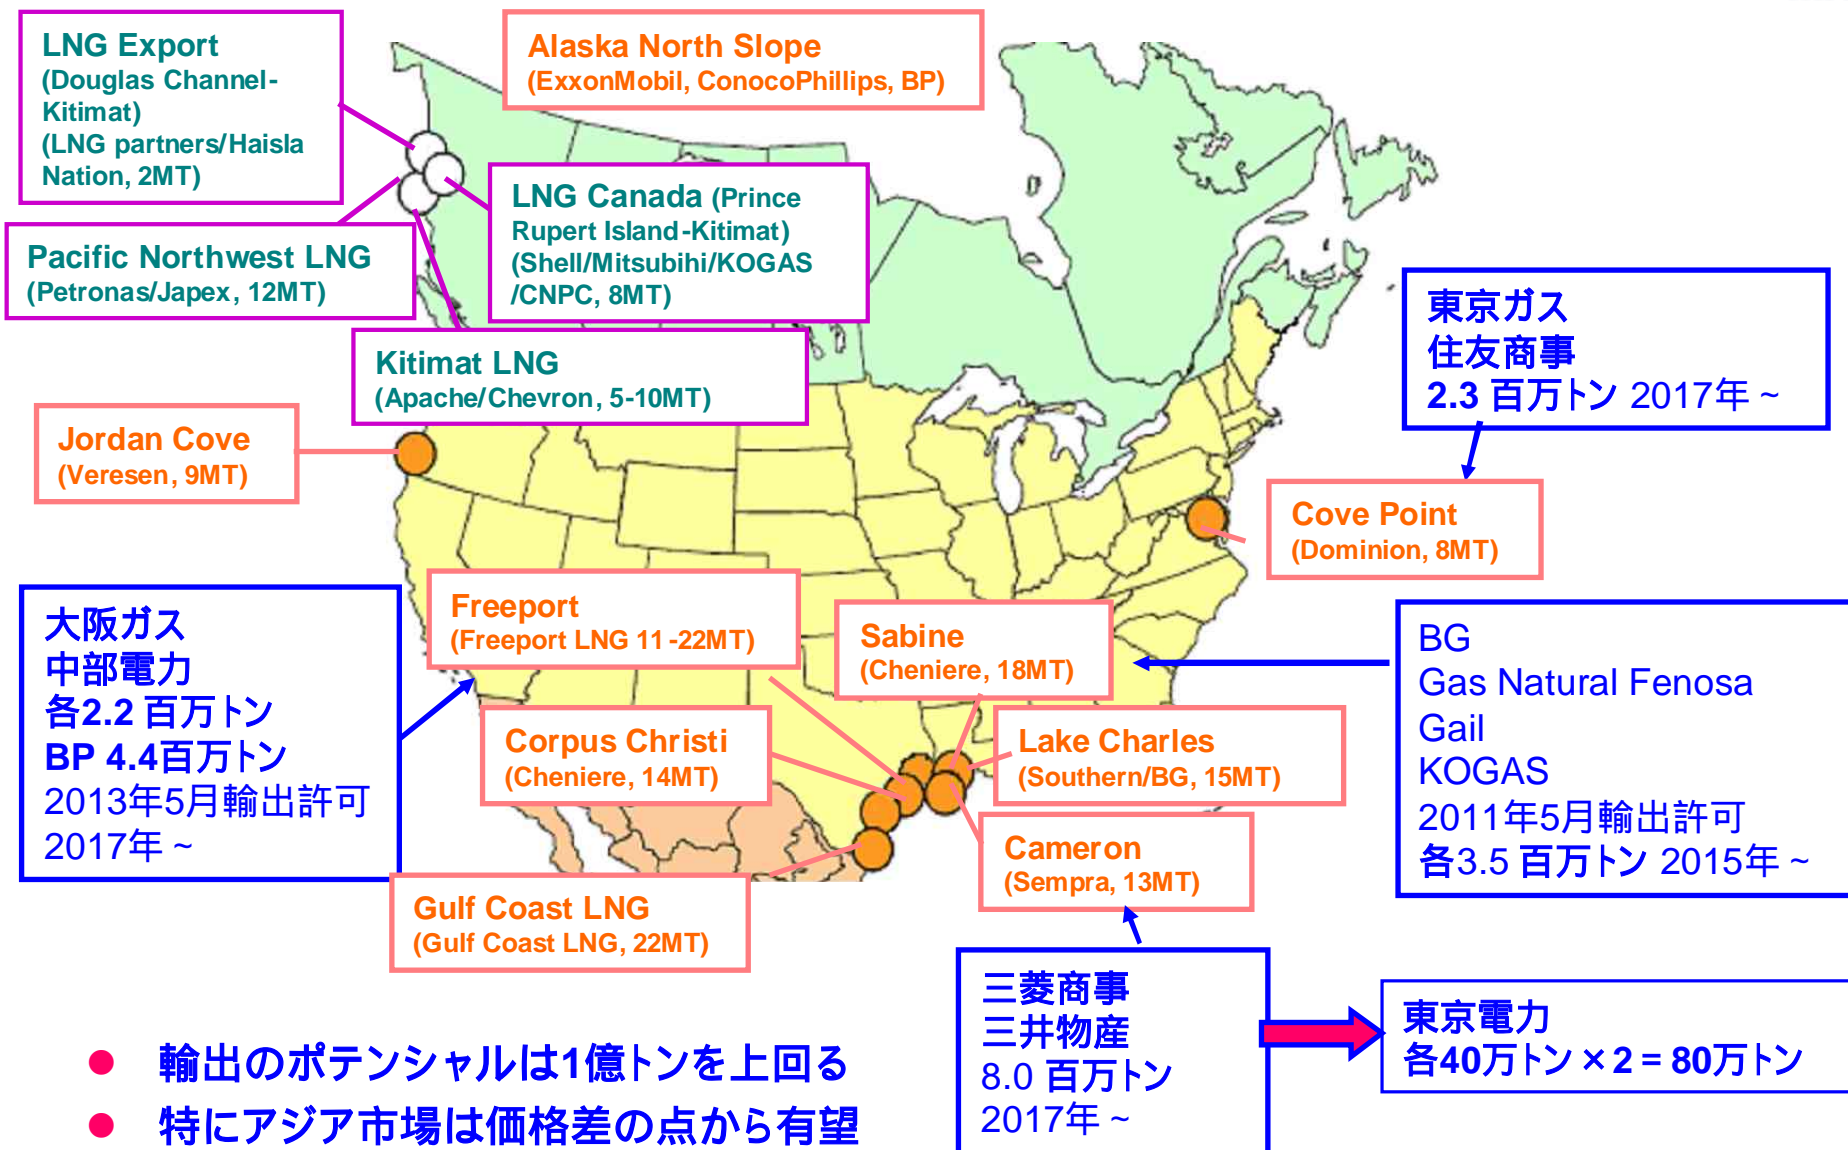 LNG Export
(Douglas Channel-
Kitimat)
(LNG partners/Haisla
Nation, 2MT)
Alaska North Slope
(ExxonMobil, ConocoPhillips, BP)
LNG Canada (Prince
Rupert Island-Kitimat)
(Shell/Mitsubihi/KOGAS
/CNPC, 8MT)
Pacific Northwest LNG
(Petronas/Japex, 12MT)
Kitimat LNG
(Apache/Chevron, 5-10MT)
東京ガス
住友商事
2.3 百万トン 2017年 ~
Jordan Cove
(Veresen, 9MT)
Cove Point
(Dominion, 8MT)
大阪ガス
中部電力
各2.2 百万トン
BP 4.4百万トン
2013年5月輸出許可
2017年 ~
Freeport
(Freeport LNG 11-22MT)
Sabine
(Cheniere, 18MT)
BG
Gas Natural Fenosa
Gail
KOGAS
2011年5月輸出許可
各3.5 百万トン 2015年 ~
Corpus Christi
(Cheniere, 14MT)
Lake Charles
(Southern/BG, 15MT)
Cameron
(Sempra, 13MT)
Gulf Coast LNG
(Gulf Coast LNG, 22MT)
三菱商事
三井物産
8.0 百万トン
2017年 ~
東京電力
各40万トン × 2 = 80万トン
● 輸出のポテンシャルは1億トンを上回る
● 特にアジア市場は価格差の点から有望